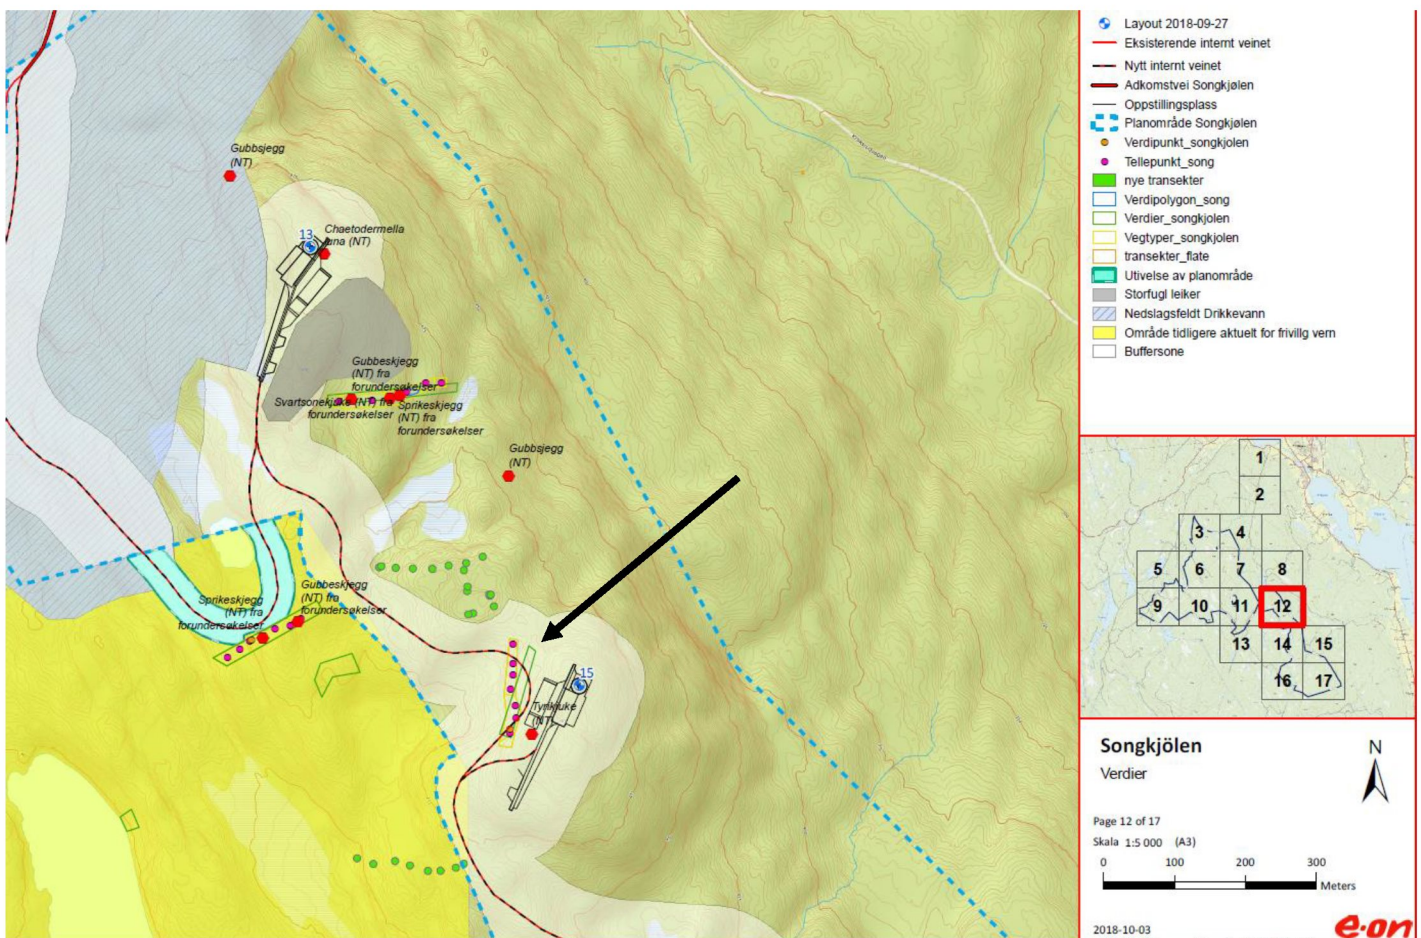 Gubbsjegg
(NT)
13
Chaetodermella
luna (NT)
Gubbeskjegg
(NT) fra
forundersøkelser
Svartsonekjuke (NT) fra
forundersøkelser
Sprikeskjegg
(NT) fra
forundersøkelser
Gubbsjegg
(NT)
Sprikeskjegg
(NT) fra
forundersøkelser
Gubbeskjegg
(NT) fra
forundersøkelser
15
Tyrikjuke
(NT)
Layout 2018-09-27
Eksisterende internt veinet
Nytt internt veinet
Adkomstvei Songkjølen
Oppstillingsplass
Planområde Songkjølen
Verdipunkt_songkjolen
Tellepunkt_song
nye transekter
Verdipolygon_song
Verdier_songkjolen
Vegtyper_songkjolen
transekter_flate
Utivelse av planområde
Storfugl leiker
Nedslagsfeldt Drikkevann
Område tidligere aktuelt for frivillg vern
Buffersone
1
2
3 4
5 6 7 8
9 10 11 12
13 14 15
16 17
Songkjölen
Verdier
N
Page 12 of 17
Skala 1:5 000 (A3)
0 100 200 300
Meters
2018-10-03
e·on